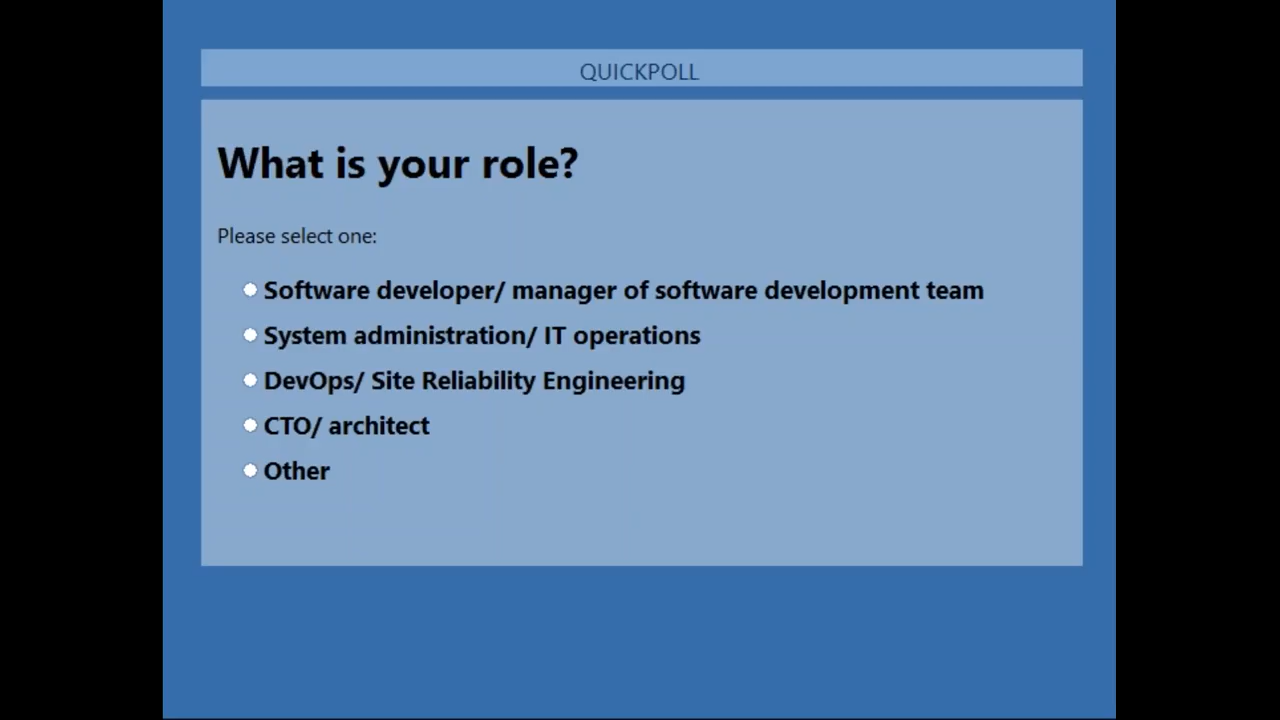 QUICKPOLL
What is your role?
Please select one:
Software developer/ manager of software development team
System administration/ IT operations
DevOps/ Site Reliability Engineering
CTO/ architect
Other